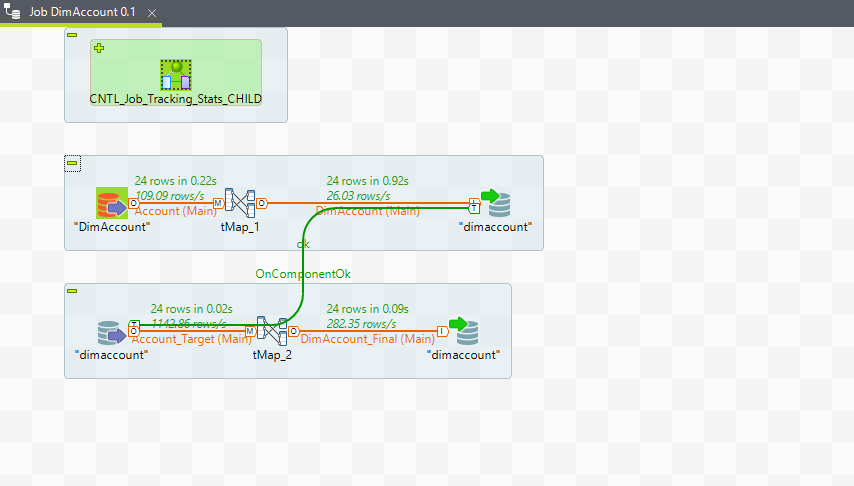 Job DimAccount 0.1
CNTL_Job_Tracking_Stats_CHILD
24 rows in 0.22s
109.09 rows/s
Account (Main)
24 rows in 0.92s
26.03 rows/s
DimAccount (Main)
O
M
O
I
T
"DimAccount"
tMap_1
"dimaccount"
ok
OnComponentOk
24 rows in 0.02s
1142.86 rows/s
Account_Target (Main)
24 rows in 0.09s
282.35 rows/s
DimAccount_Final (Main)
T
O
M
O
I
"dimaccount"
tMap_2
"dimaccount"